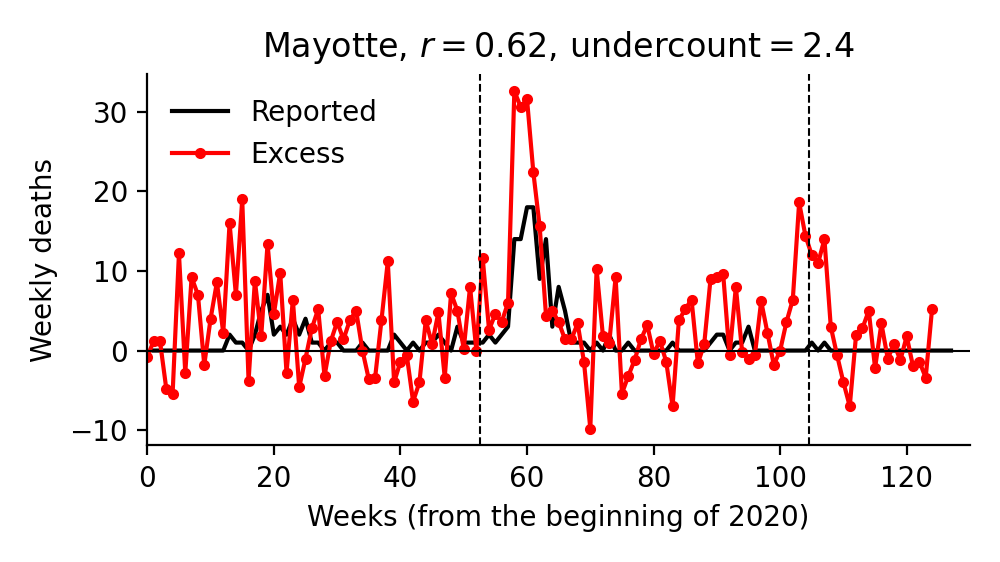 Mayotte, r = 0.62, undercount = 2.4
Reported
Excess
Weekly deaths
30
20
10
0
−10
0 20 40 60 80 100 120
Weeks (from the beginning of 2020)